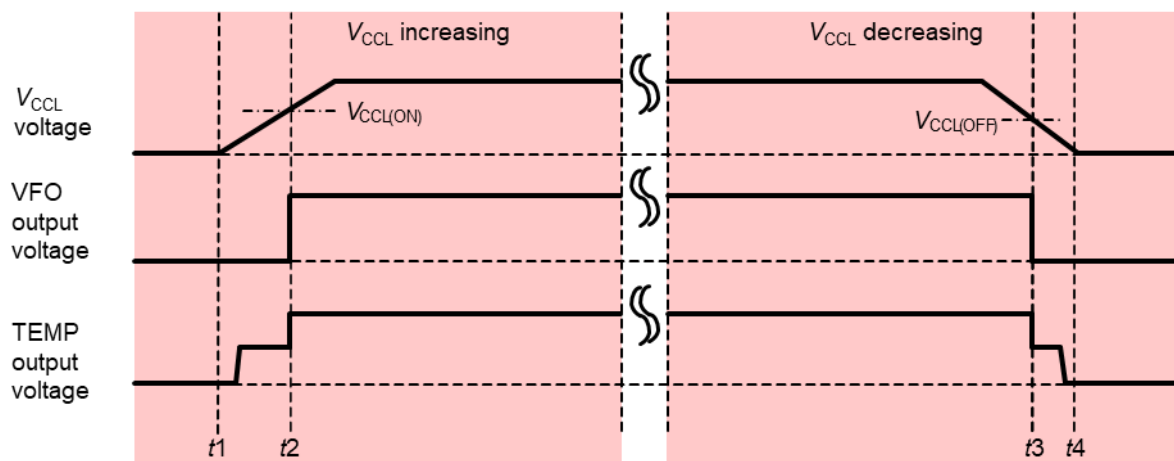 VCCL increasing
VCCL decreasing
VCCL
voltage
VCCL(ON)
VCCL(OFF)
VFO
output
voltage
TEMP
output
voltage
t1
t2
t3
t4